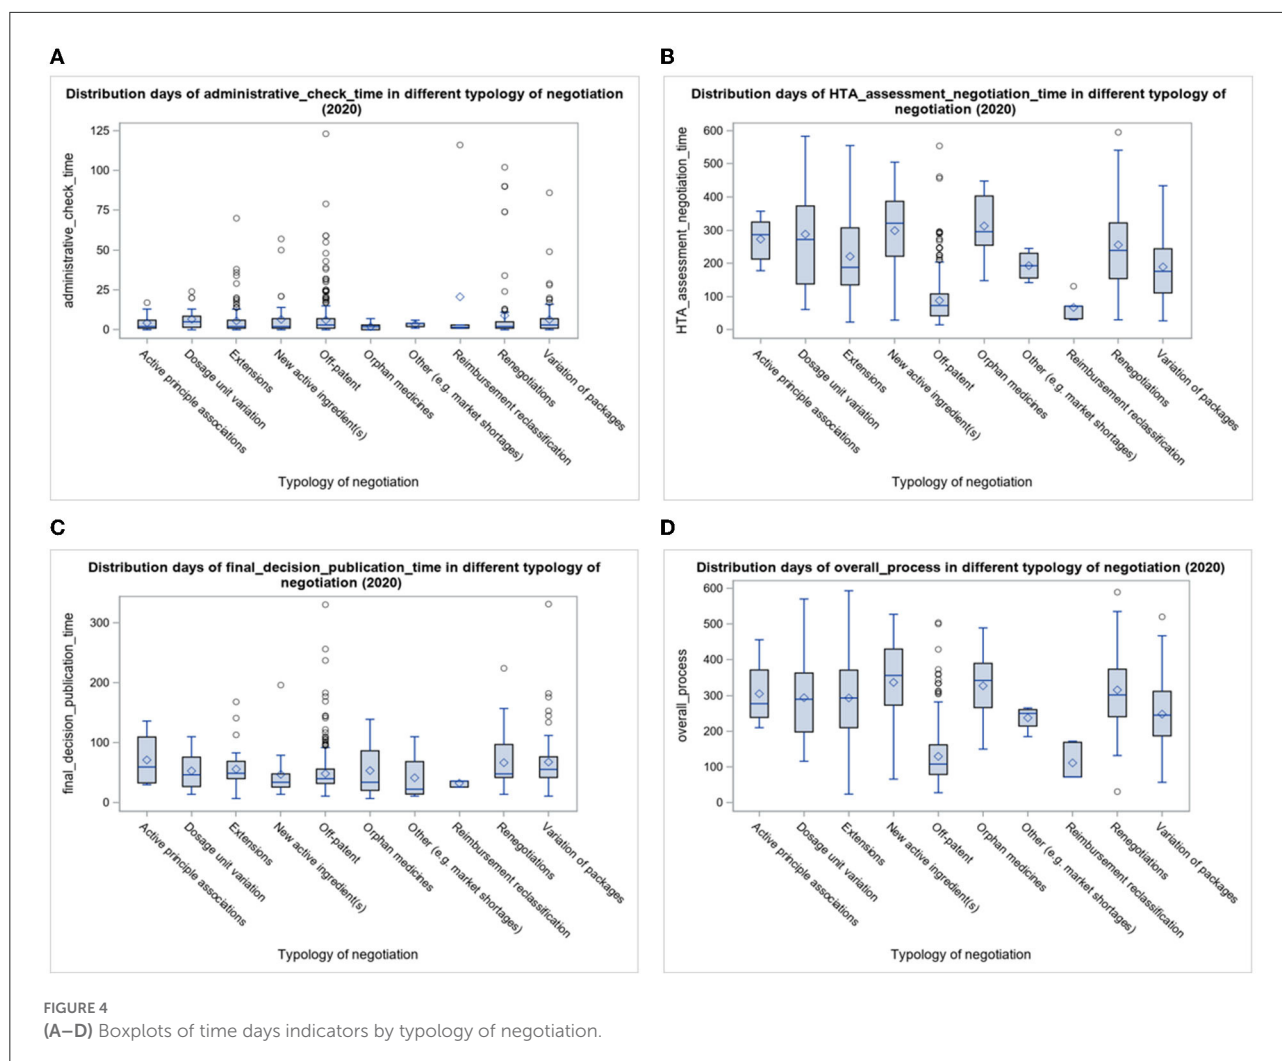 A
Distribution days of administrative_check_time in different typology of negotiation
(2020)
administrative_check_time
125
100
75
50
25
0
Active principle associations
Dosage unit variation
Extensions
New active ingredient(s)
Off-patent
Orphan medicines
Other (e.g. market shortages)
Reimbursement reclassification
Renegotiations
Variation of packages
Typology of negotiation
B
Distribution days of HTA_assessment_negotiation_time in different typology of
negotiation (2020)
HTA_assessment_negotiation_time
600
500
400
300
200
100
0
Active principle associations
Dosage unit variation
Extensions
New active ingredient(s)
Off-patent
Orphan medicines
Other (e.g. market shortages)
Reimbursement reclassification
Renegotiations
Variation of packages
Typology of negotiation
C
Distribution days of final_decision_publication_time in different typology of
negotiation (2020)
final_decision_publication_time
300
200
100
0
Active principle associations
Dosage unit variation
Extensions
New active ingredient(s)
Off-patent
Orphan medicines
Other (e.g. market shortages)
Reimbursement reclassification
Renegotiations
Variation of packages
Typology of negotiation
D
Distribution days of overall_process in different typology of negotiation (2020)
overall_process
600
500
400
300
200
100
0
Active principle associations
Dosage unit variation
Extensions
New active ingredient(s)
Off-patent
Orphan medicines
Other (e.g. market shortages)
Reimbursement reclassification
Renegotiations
Variation of packages
Typology of negotiation
FIGURE 4
(A–D) Boxplots of time days indicators by typology of negotiation.